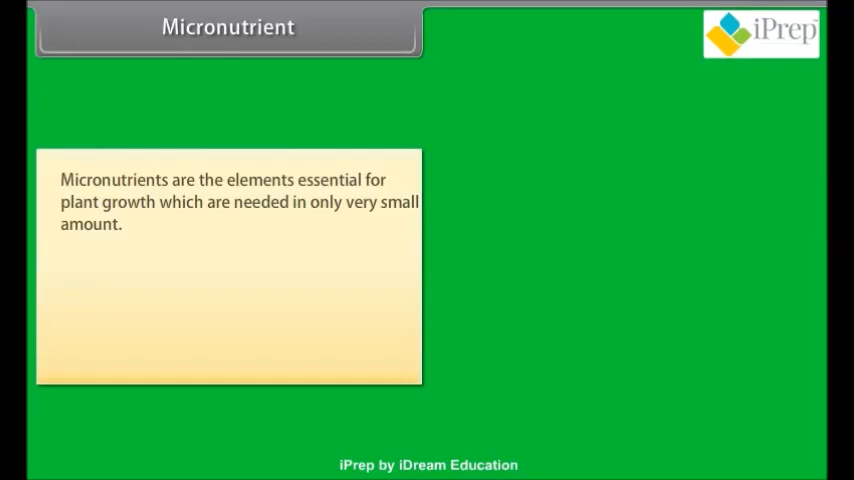 Micronutrient
iPrep
Micronutrients are the elements essential for
plant growth which are needed in only very small
amount.
iPrep by iDream Education